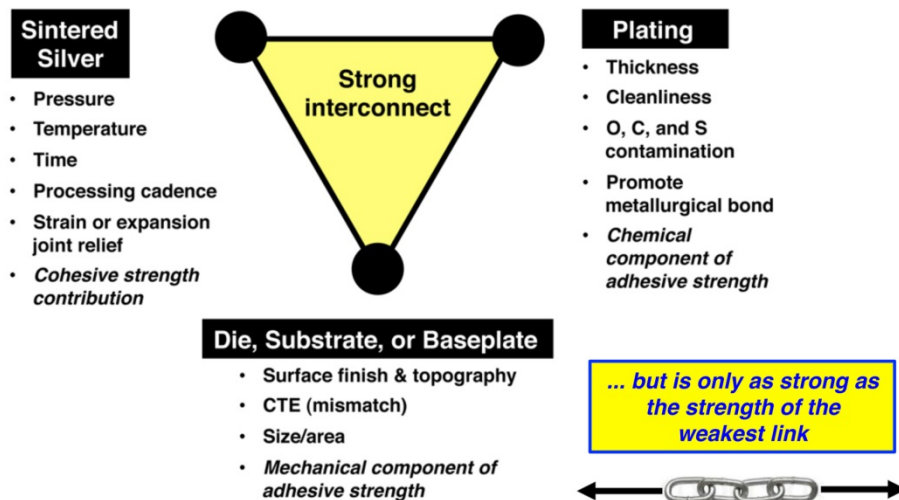 Sintered
Silver
• Pressure
• Temperature
• Time
• Processing cadence
• Strain or expansion
joint relief
• Cohesive strength
contribution
Strong
interconnect
Plating
• Thickness
• Cleanliness
• O, C, and S
contamination
• Promote
metallurgical bond
• Chemical
component of
adhesive strength
Die, Substrate, or Baseplate
• Surface finish & topography
• CTE (mismatch)
• Size/area
• Mechanical component of
adhesive strength
... but is only as strong as
the strength of the
weakest link